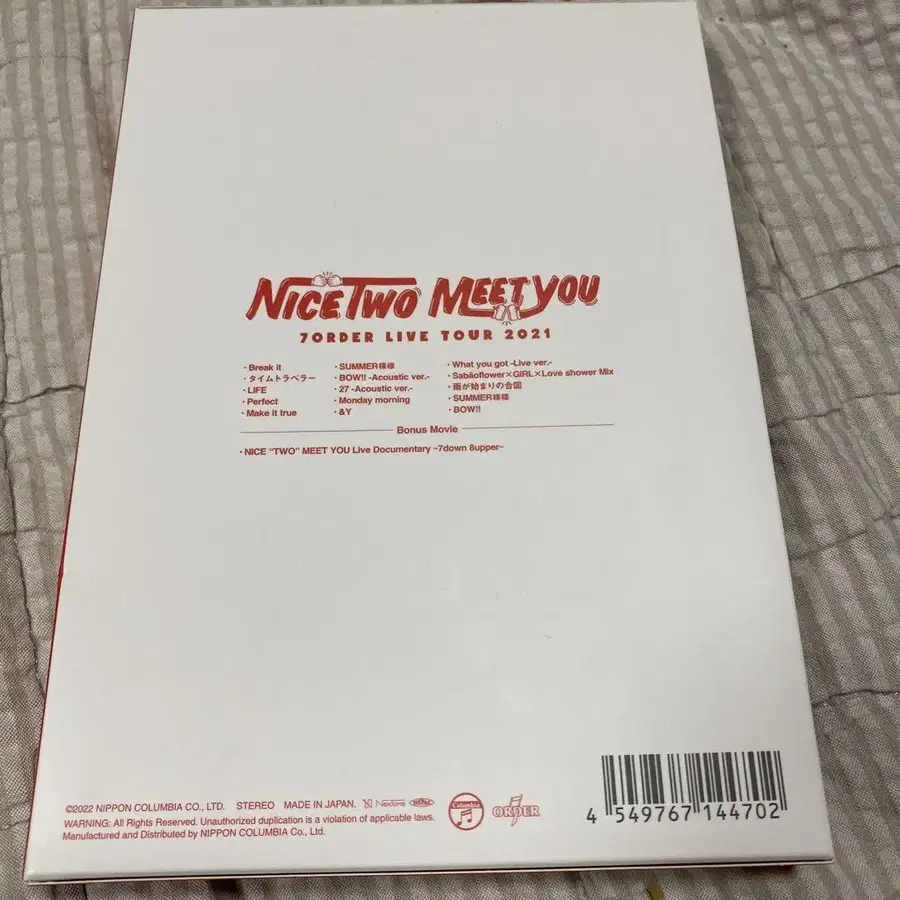 NICE TWO MEET YOU
7ORDER LIVE TOUR 2021
・Break it
・タイムトラベラー
・LIFE
・Perfect
・Make it true
・SUMMER様様
・BOW!! -Acoustic ver.-
・27 -Acoustic ver.-
・Monday morning
・&Y
・What you got -Live ver.-
・Sabãoflower×GIRL×Love shower Mix
・雨が始まりの合図
・SUMMER様様
・BOW!!
Bonus Movie
・NICE “TWO” MEET YOU Live Documentary -7down 8upper-
©2022 NIPPON COLUMBIA CO., LTD. STEREO MADE IN JAPAN. Nextone
WARNING: All Rights Reserved. Unauthorized duplication is a violation of applicable laws.
Manufactured and Distributed by NIPPON COLUMBIA Co., Ltd.
Columbia
ORDER
4 549767 144702